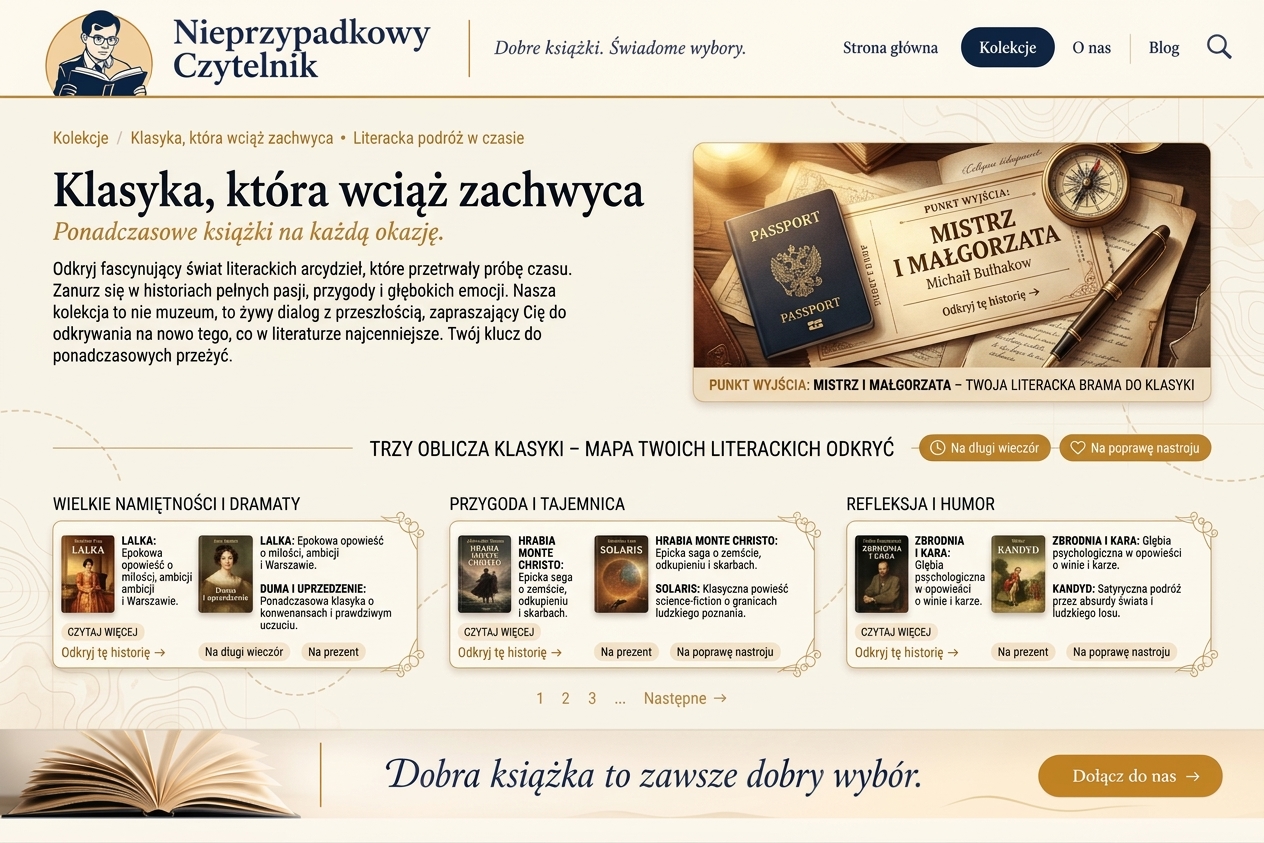 Nieprzypadkowy
Czytelnik
Dobre książki. Świadome wybory.
Strona główna
Kolekcje
O nas
Blog
Kolekcje / Klasyka, która wciąż zachwyca • Literacka podróż w czasie
Klasyka, która wciąż zachwyca
Ponadczasowe książki na każdą okazję.
Odkryj fascynujący świat literackich arcydzieł, które przetrwały próbę czasu.
Zanurz się w historiach pełnych pasji, przygody i głębokich emocji. Nasza
kolekcja to nie muzeum, to żywy dialog z przeszłością, zapraszający Cię do
odkrywania na nowo tego, co w literaturze najcenniejsze. Twój klucz do
ponadczasowych przeżyć.
PASSPORT
PASSPORT
PUNKT WYJŚCIA:
MISTRZ
I MAŁGORZATA
Michaił Bułhakow
Odkryj tę historię →
PUNKT WYJŚCIA: MISTRZ I MAŁGORZATA – TWOJA LITERACKA BRAMA DO KLASYKI
TRZY OBLICZA KLASYKI – MAPA TWOICH LITERACKICH ODKRYĆ
Na długi wieczór
Na poprawę nastroju
WIELKIE NAMIĘTNOŚCI I DRAMATY
LALKA
LALKA:
Epokowa
opowieść o
miłości, ambicji
ambicji
i Warszawie.
CZYTAJ WIĘCEJ
Odkryj tę historię →
Duma
i uprzedzenie
LALKA: Epokowa opowieść
o miłości, ambicji
i Warszawie.
DUMA I UPRZEDZENIE:
Ponadczasowa klasyka o
konwenansach i prawdziwym
uczuciu.
Na długi wieczór
Na prezent
PRZYGODA I TAJEMNICA
HRABIA
HRABIA
MONTE
CHRISTO:
Epicka sega
o zemście,
odkupieniu
i skarbach.
CZYTAJ WIĘCEJ
Odkryj tę historię →
SOLARIS
HRABIA MONTE CHRISTO:
Epicka saga o zemście,
odkupieniu i skarbach.
SOLARIS: Klasyczna powieść
science-fiction o granicach
ludzkiego poznania.
Na prezent
Na poprawę nastroju
REFLEKSJA I HUMOR
ZBRODNIA
I KARA:
Głębia
psychologiczna
w opowieści
o winie i karze.
CZYTAJ WIĘCEJ
Odkryj tę historię →
KANDYD
ZBRODNIA I KARA: Głębia
psychologiczna w opowieści
o winie i karze.
KANDYD: Satyryczna podróż
przez absurdy świata i
ludzkiego losu.
Na prezent
Na poprawę nastroju
1 2 3 ... Następne →
Dobra książka to zawsze dobry wybór.
Dołącz do nas →